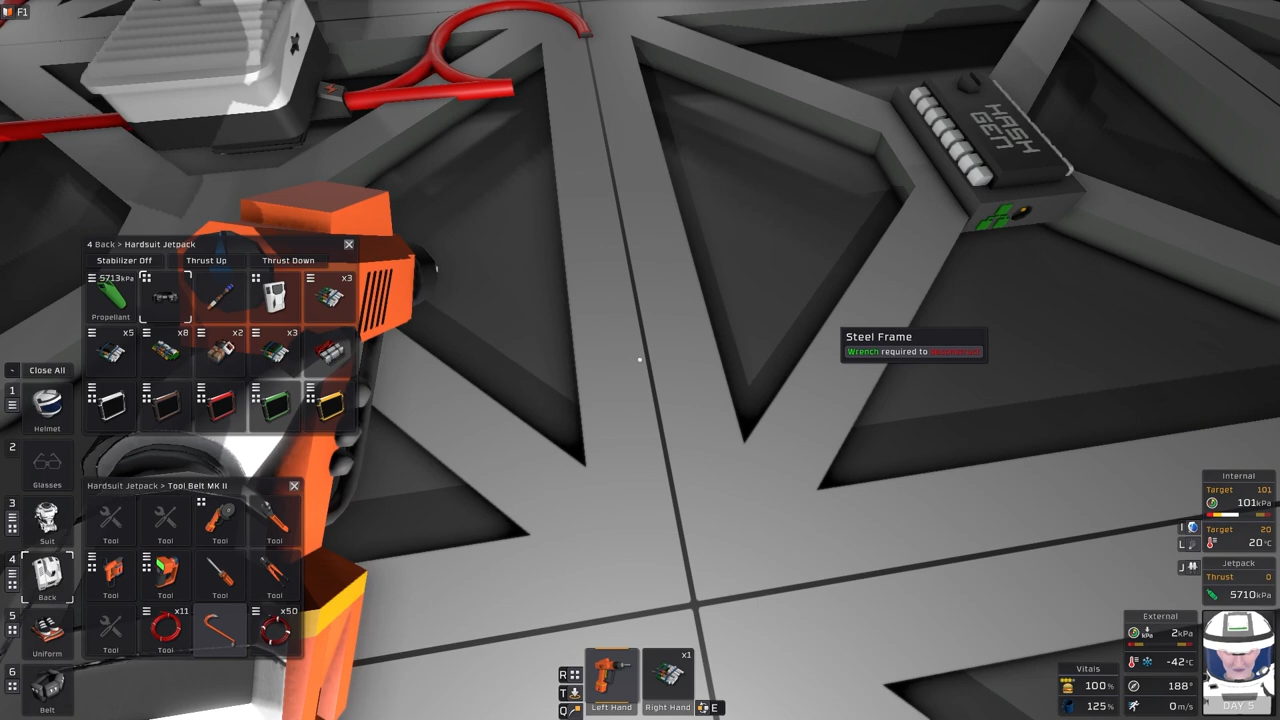 F1
HASH
GEN
4 Back > Hardsuit Jetpack
Stabilizer Off Thrust Up Thrust Down
5713kPa x3
Propellant
x5 x8 x2 x3
Close All
1
Helmet
2
Glasses
3
Suit
4
Back
5
Uniform
6
Belt
Hardsuit Jetpack > Tool Belt MK II
Tool Tool Tool Tool
Tool Tool Tool Tool
x11 x50
Tool Tool
Steel Frame
Wrench required to
R
T
Q
Left Hand
x1
Right Hand
E
Internal
Target 101
101kPa
Target 20
20°C
I
L
J
Jetpack
Thrust 0
5710kPa
External
kPa 2kPa
-42°C
188°
0m/s
Vitals
100%
125%
DAY 5